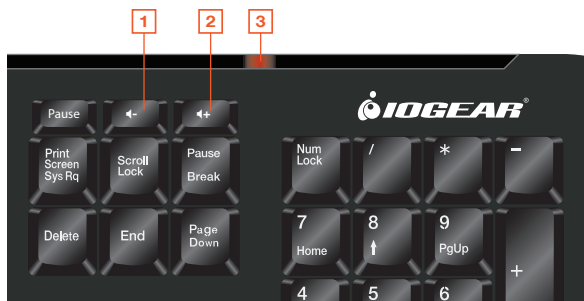 1 2 3
IOGEAR®
Pause - +
Print
Screen
Sys Rq
Scroll
Lock
Pause
Break
Num
Lock
/
*
-
Delete
End
Page
Down
7
Home
8
↑
9
PgUp
+
4 5 6